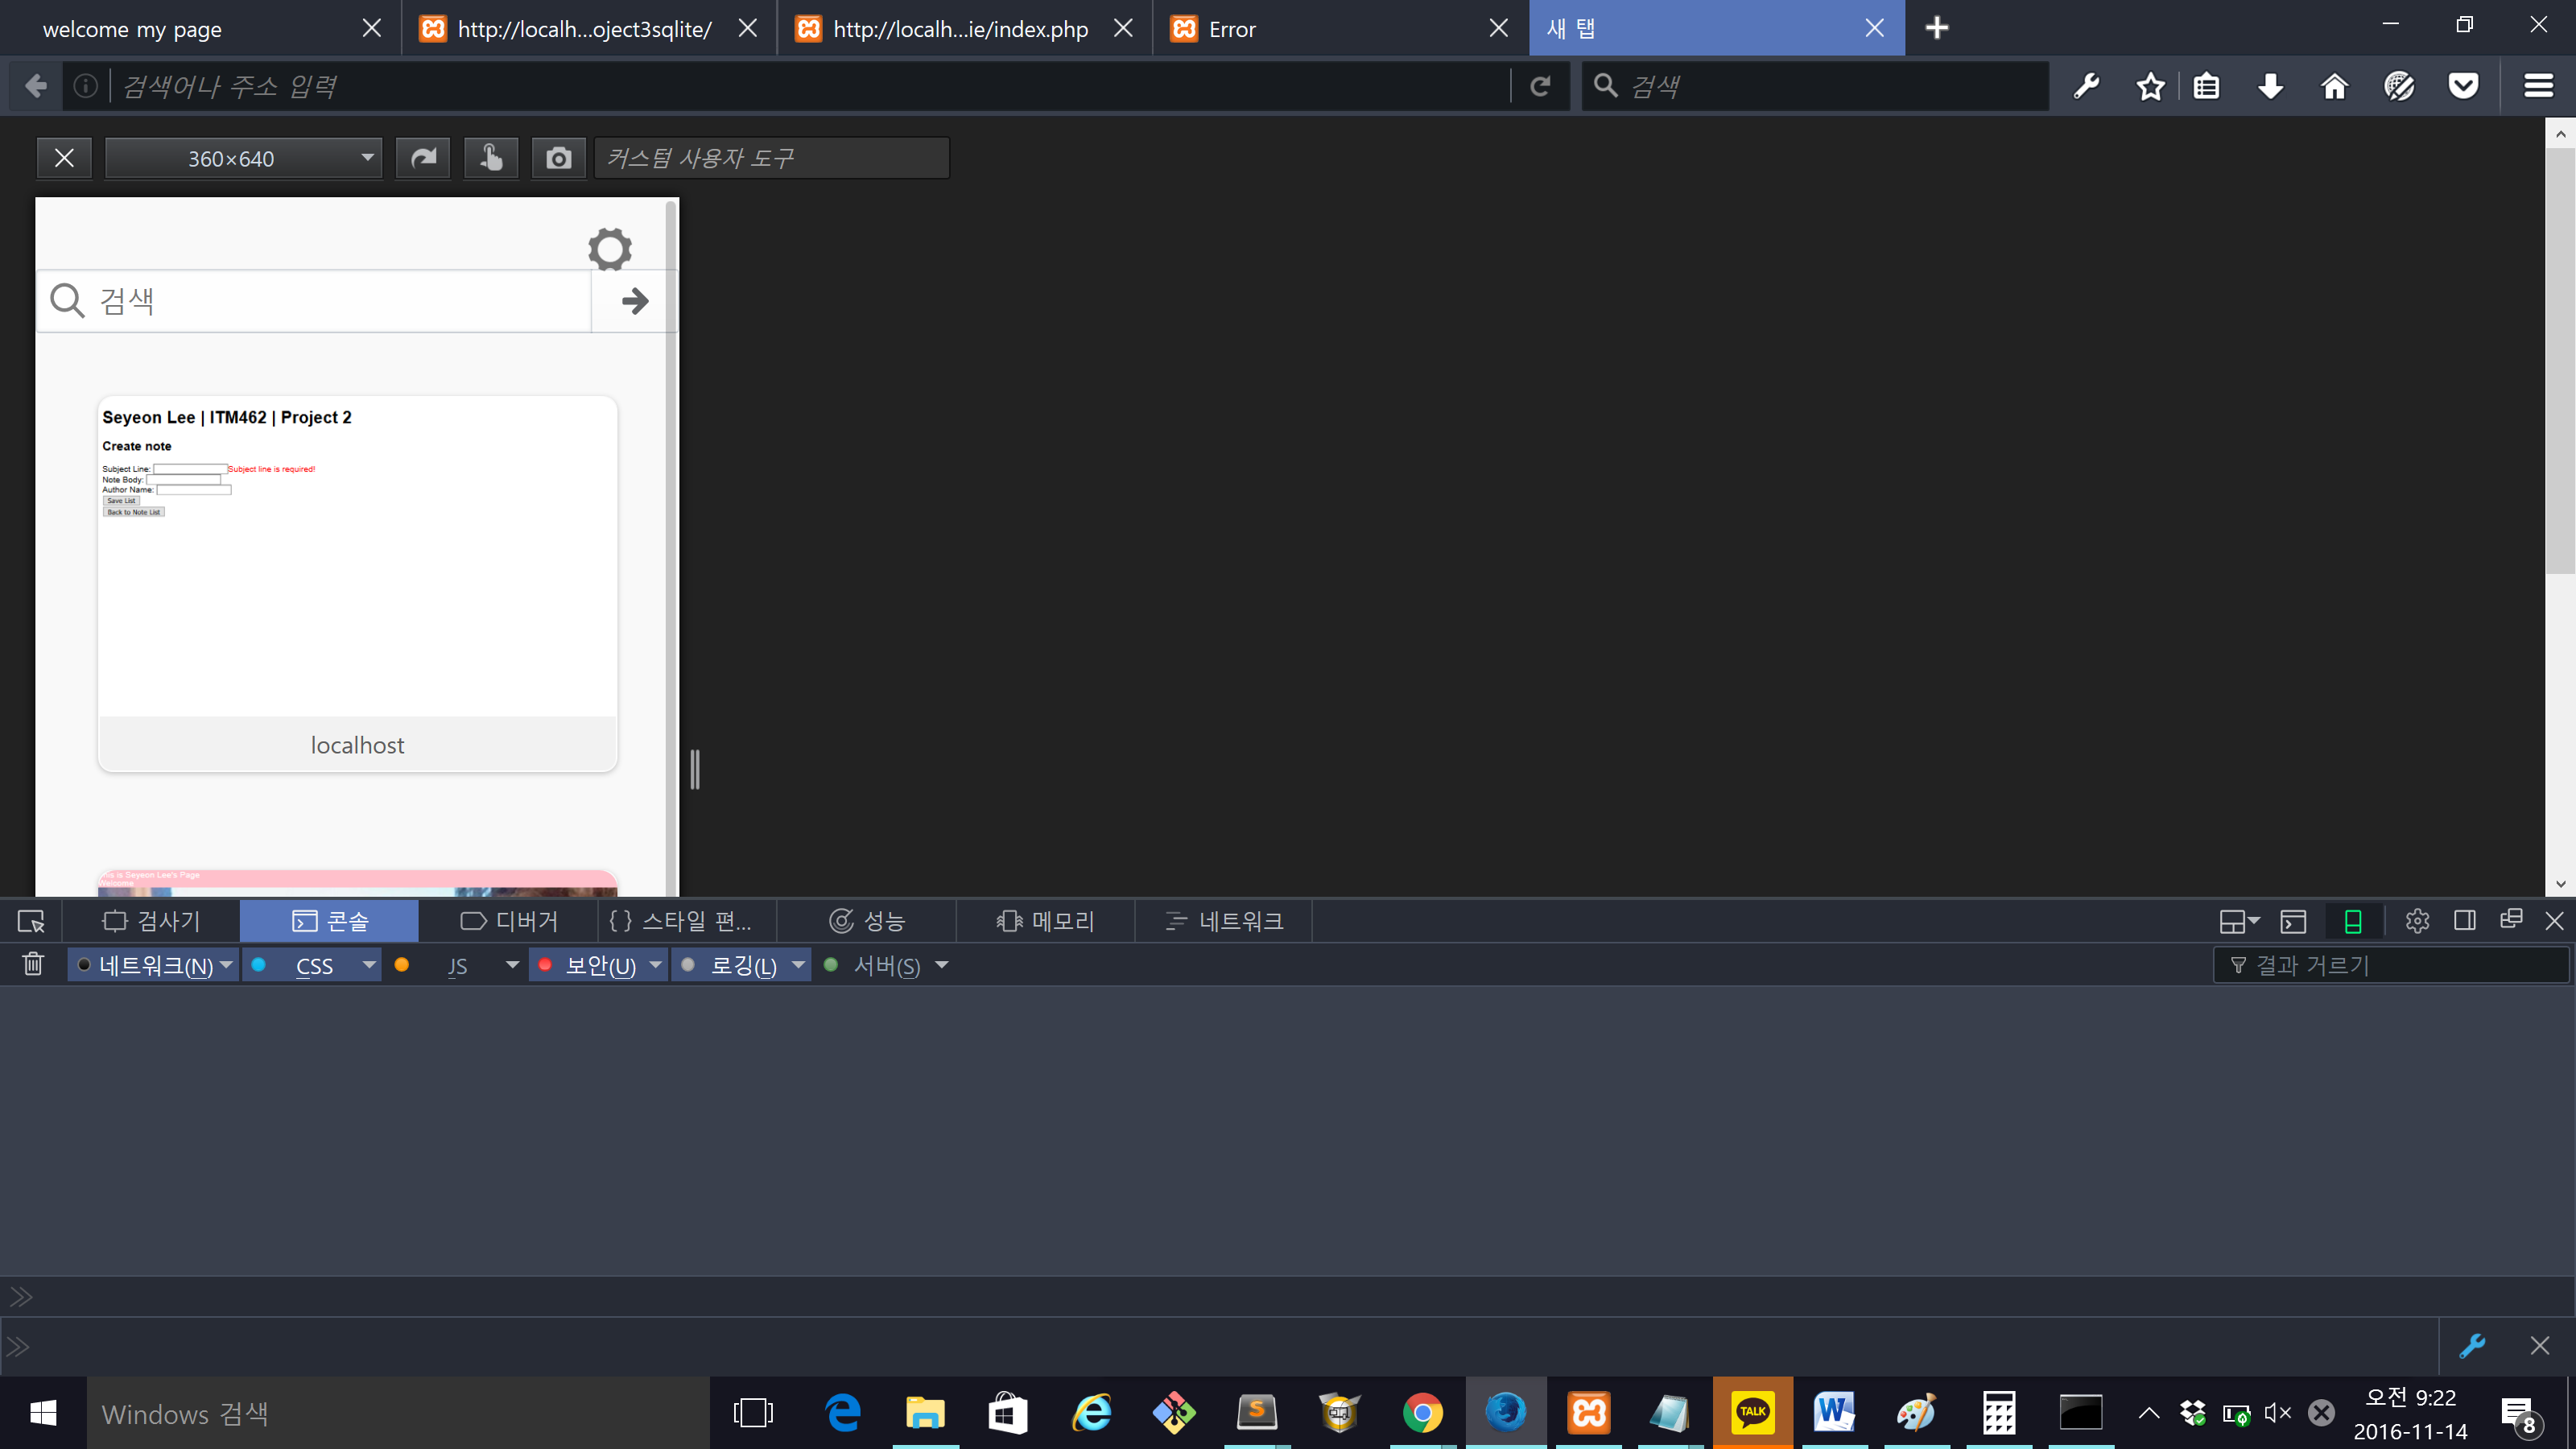 welcome my page
http://localh...oject3sqlite/
http://localh...ie/index.php
Error
새 탭
검색어나 주소 입력
검색
360×640
커스텀 사용자 도구
검색
Seyeon Lee | ITM462 | Project 2
Create note
Subject Line: Subject line is required!
Note Body:
Author Name:
Save List
Back to Note List
localhost
This is Seyeon Lee's Page
Welcome
검사기
콘솔
디버거
{ } 스타일 편...
성능
메모리
네트워크
네트워크(N)
CSS
JS
보안(U)
로깅(L)
서버(S)
결과 거르기
Windows 검색
TALK
오전 9:22
2016-11-14
8